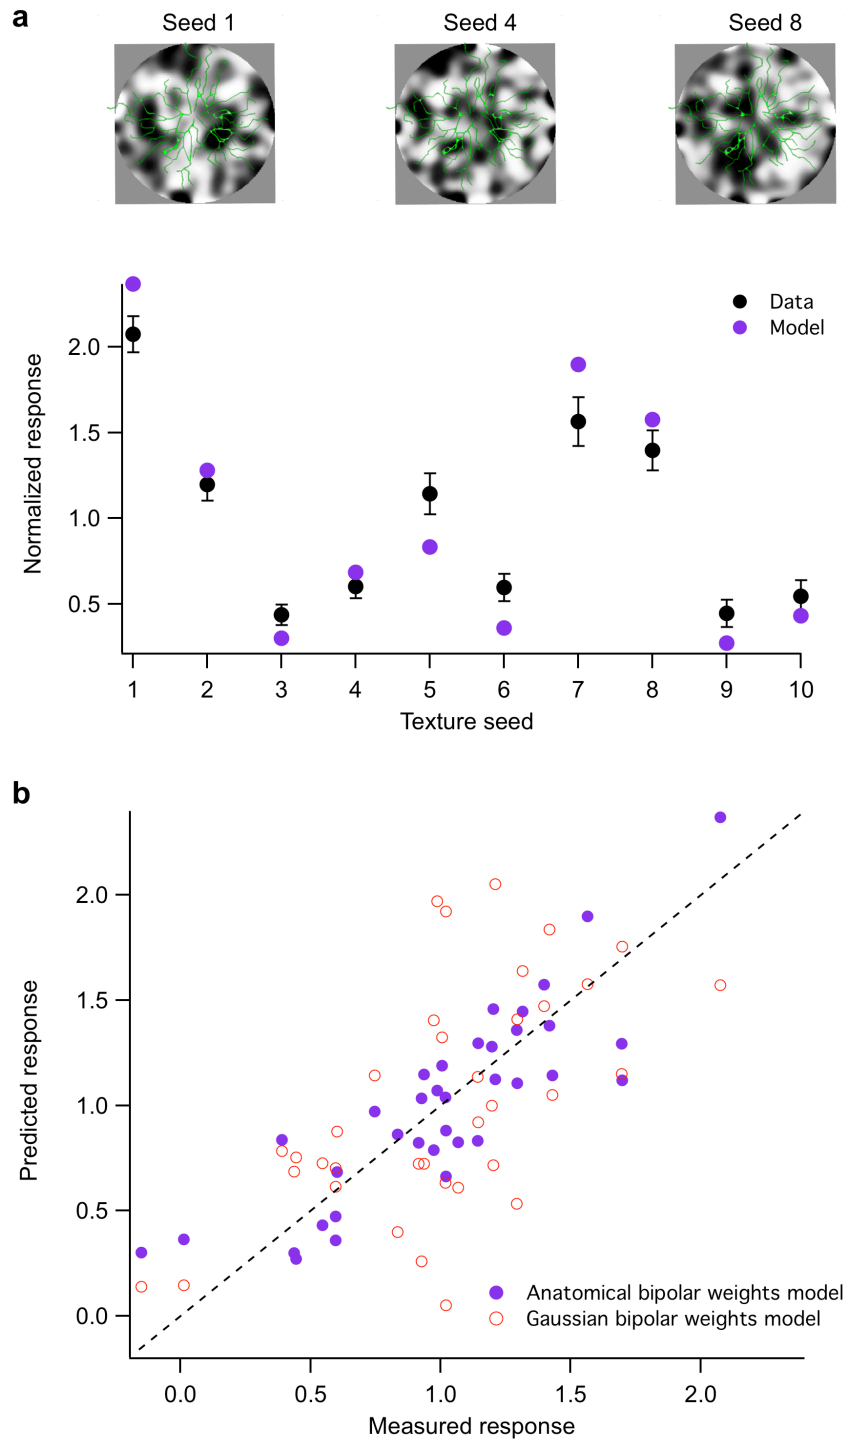 a
Seed 1 Seed 4 Seed 8
Normalized response
2.0
1.5
1.0
0.5
Data
Model
1 2 3 4 5 6 7 8 9 10
Texture seed
b
Predicted response
2.0
1.5
1.0
0.5
0.0
Anatomical bipolar weights model
Gaussian bipolar weights model
0.0 0.5 1.0 1.5 2.0
Measured response